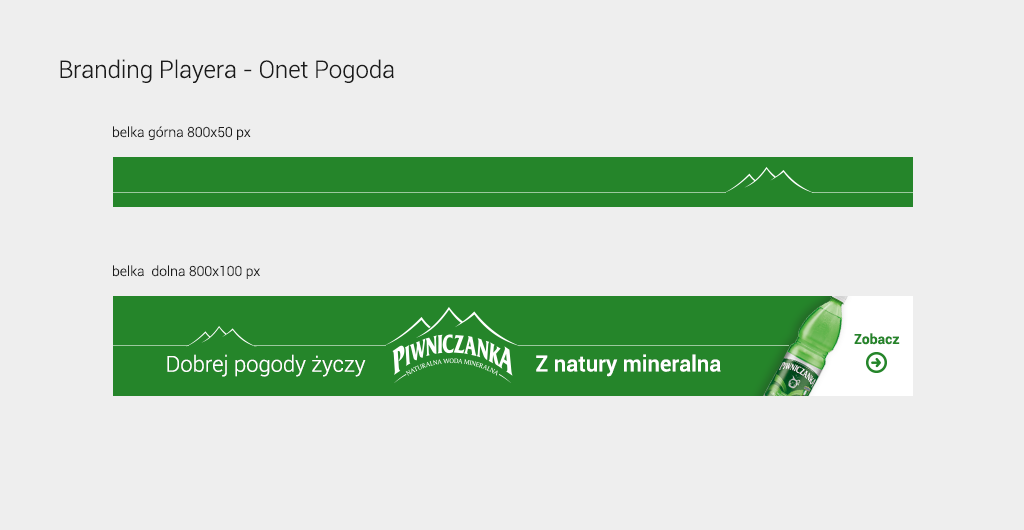 Branding Playera - Onet Pogoda
belka górna 800x50 px
belka dolna 800x100 px
Dobrej pogody życzy
PIWNICZANKA
NATURALNA WODA MINERALNA
Z natury mineralna
PIWNICZANKA
Zobacz